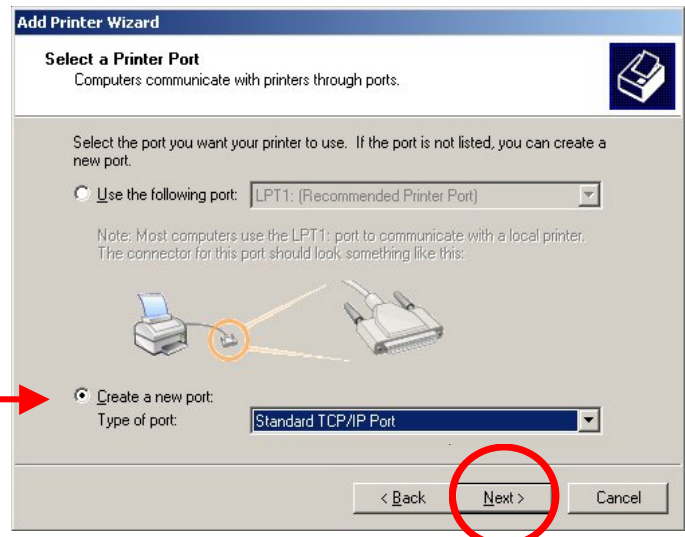 Add Printer Wizard
Select a Printer Port
Computers communicate with printers through ports.
Select the port you want your printer to use. If the port is not listed, you can create a
new port.
Use the following port: LPT1: (Recommended Printer Port)
Note: Most computers use the LPT1: port to communicate with a local printer.
The connector for this port should look something like this:
Create a new port:
Type of port: Standard TCP/IP Port
< Back Next > Cancel